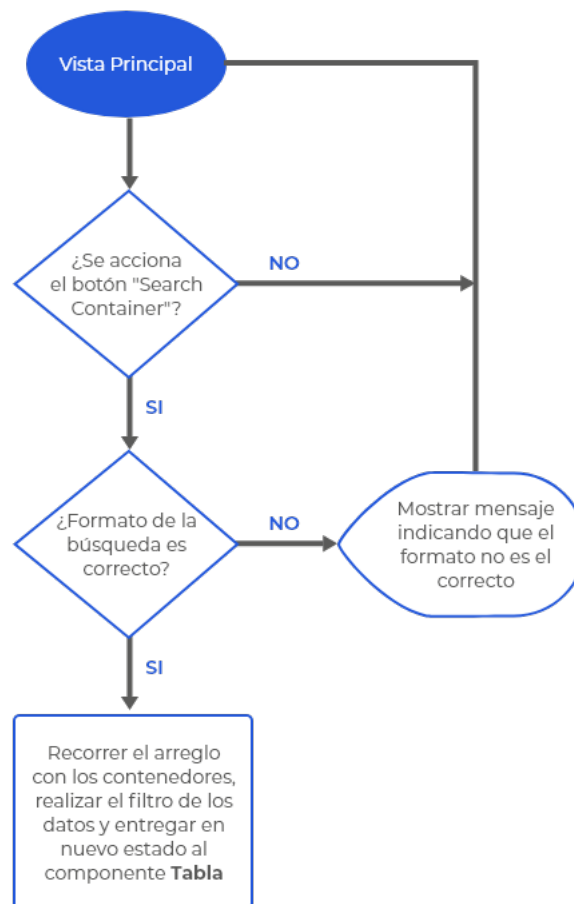 Vista Principal
¿Se acciona
el botón "Search
Container"?
NO
SI
¿Formato de la
búsqueda es
correcto?
NO
Mostrar mensaje
indicando que el
formato no es el
correcto
SI
Recorrer el arreglo
con los contenedores,
realizar el filtro de los
datos y entregar en
nuevo estado al
componente Tabla